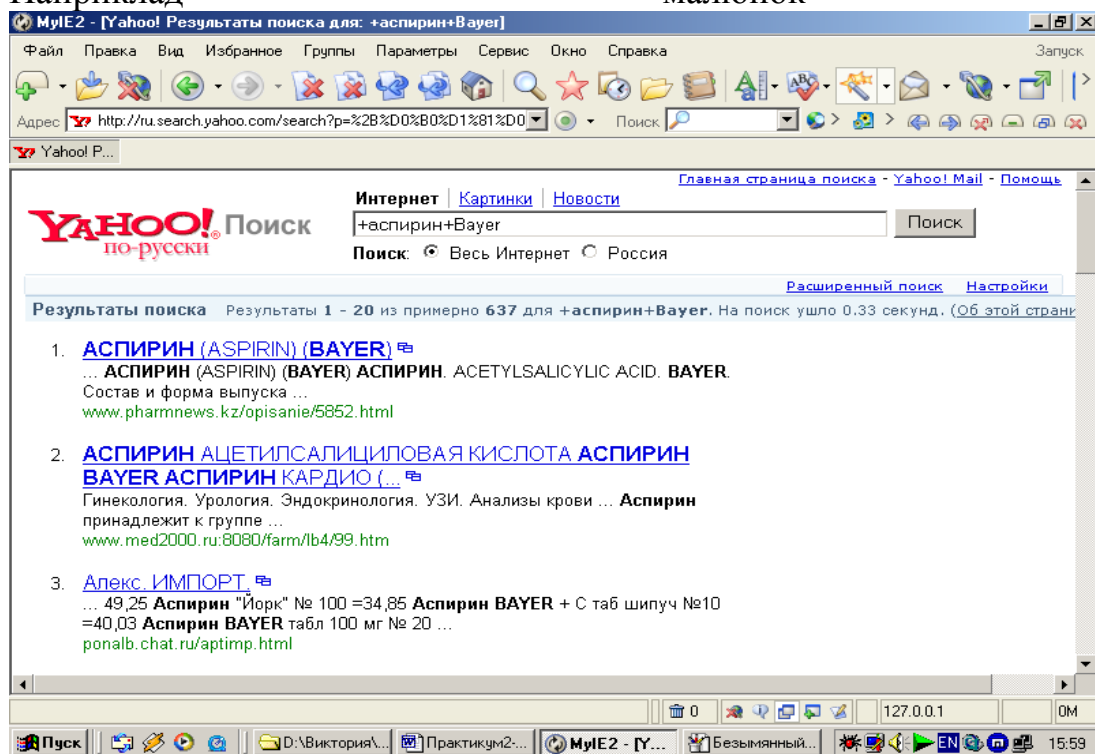 Наприклад малюнок
MyIE2 - [Yahoo! Результаты поиска для: +аспирин+Bayer]
Файл Правка Вид Избранное Группы Параметры Сервис Окно Справка Запуск
Адрес http://ru.search.yahoo.com/search?p=%2B%D0%B0%D1%81%D0 Поиск
Yahoo! P...
Главная страница поиска - Yahoo! Mail - Помощь
Интернет | Картинки | Новости
YAHOO! Поиск
по-русски
+аспирин+Bayer Поиск
Поиск: Весь Интернет Россия
Расширенный поиск Настройки
Результаты поиска Результаты 1 - 20 из примерно 637 для +аспирин+Bayer. На поиск ушло 0.33 секунд. (Об этой страни
1. АСПИРИН (ASPIRIN) (BAYER)
... АСПИРИН (ASPIRIN) (BAYER) АСПИРИН. ACETYLSALICYLIC ACID. BAYER.
Состав и форма выпуска ...
www.pharmnews.kz/opisanie/5852.html
2. АСПИРИН АЦЕТИЛСАЛИЦИЛОВАЯ КИСЛОТА АСПИРИН
BAYER АСПИРИН КАРДИО (...
Гинекология. Урология. Эндокринология. УЗИ. Анализы крови ... Аспирин
принадлежит к группе ...
www.med2000.ru:8080/farm/lb4/99.htm
3. Алекс. ИМПОРТ.
... 49,25 Аспирин "Йорк" № 100 =34,85 Аспирин BAYER + С таб шипуч №10
=40,03 Аспирин BAYER табл 100 мг № 20 ...
ponalb.chat.ru/aptimp.html
0 127.0.0.1 0M
Пуск D:\Виктория\... Практикум2-... MyIE2 - [Y... Безымянный... EN 15:59